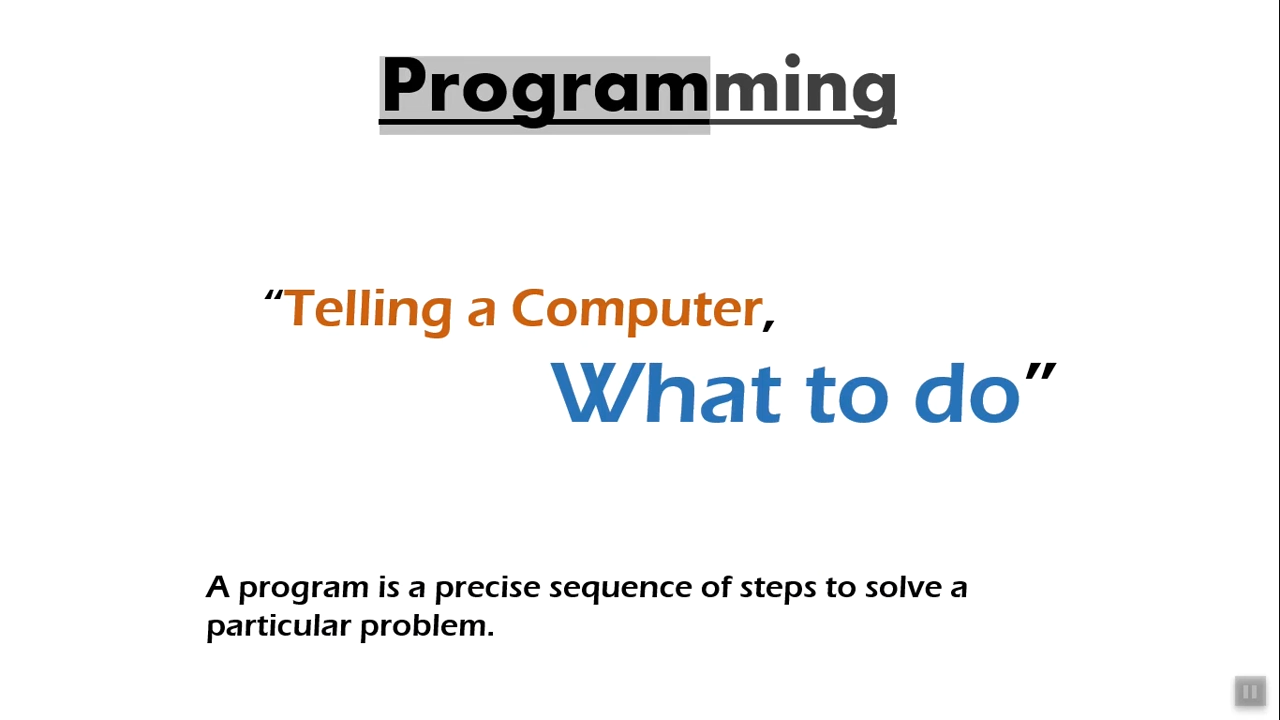 Programming
“Telling a Computer,
What to do”
A program is a precise sequence of steps to solve a
particular problem.